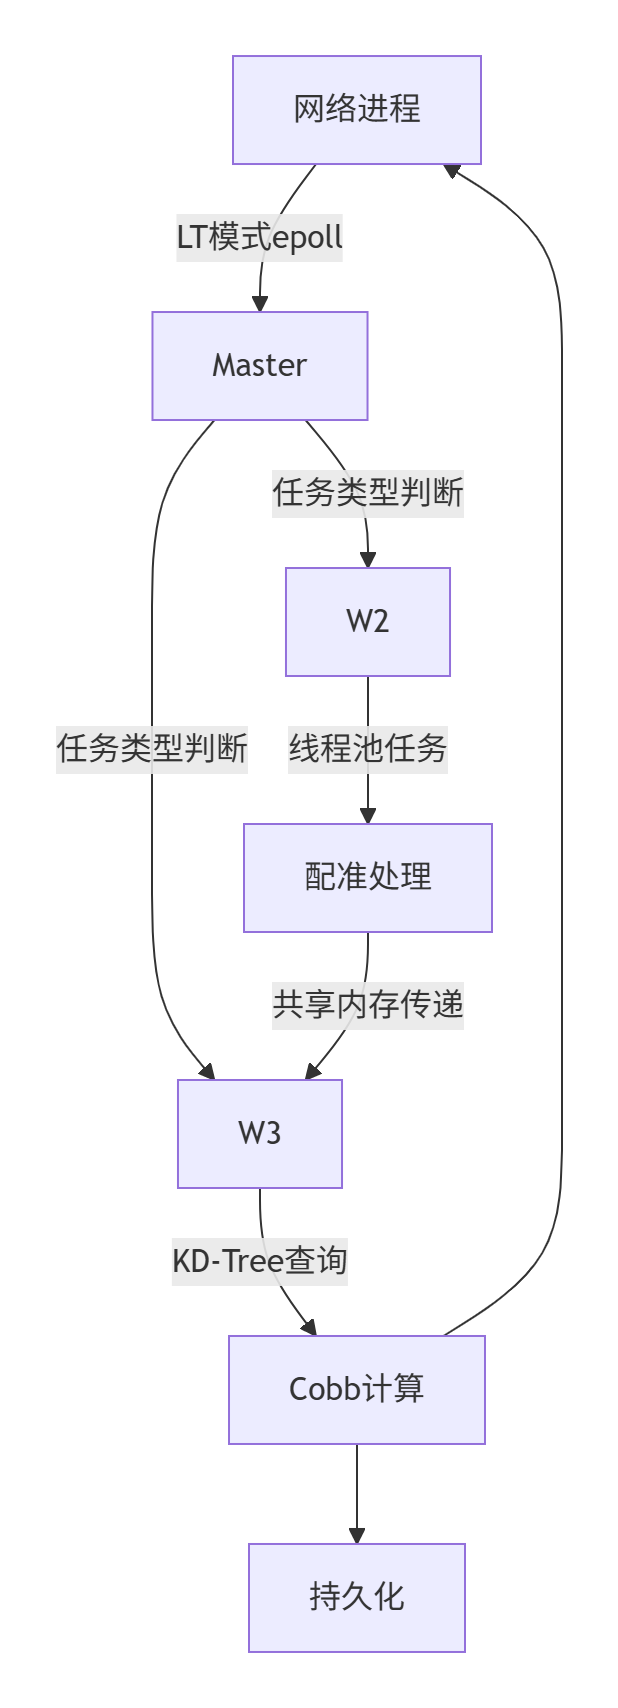 网络进程
LT模式epoll
Master
任务类型判断
W2
任务类型判断
线程池任务
配准处理
共享内存传递
W3
KD-Tree查询
Cobb计算
持久化